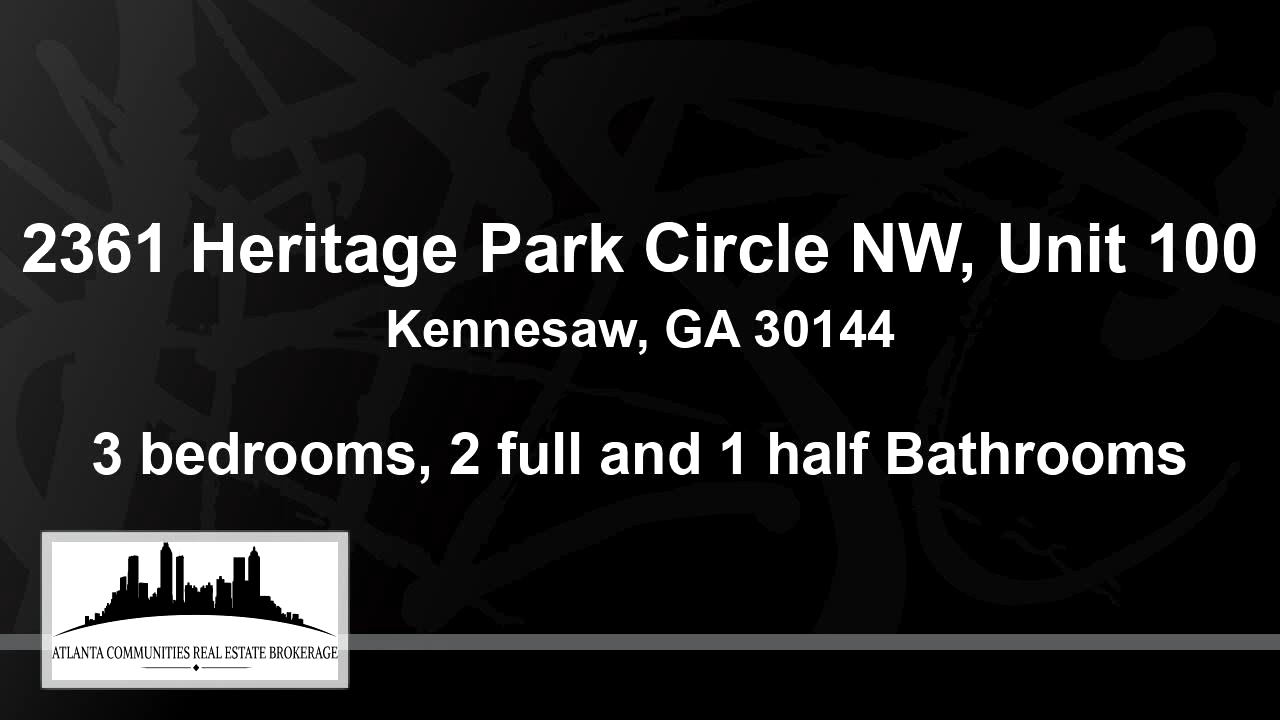 2361 Heritage Park Circle NW, Unit 100
Kennesaw, GA 30144
3 bedrooms, 2 full and 1 half Bathrooms
ATLANTA COMMUNITIES REAL ESTATE BROKERAGE